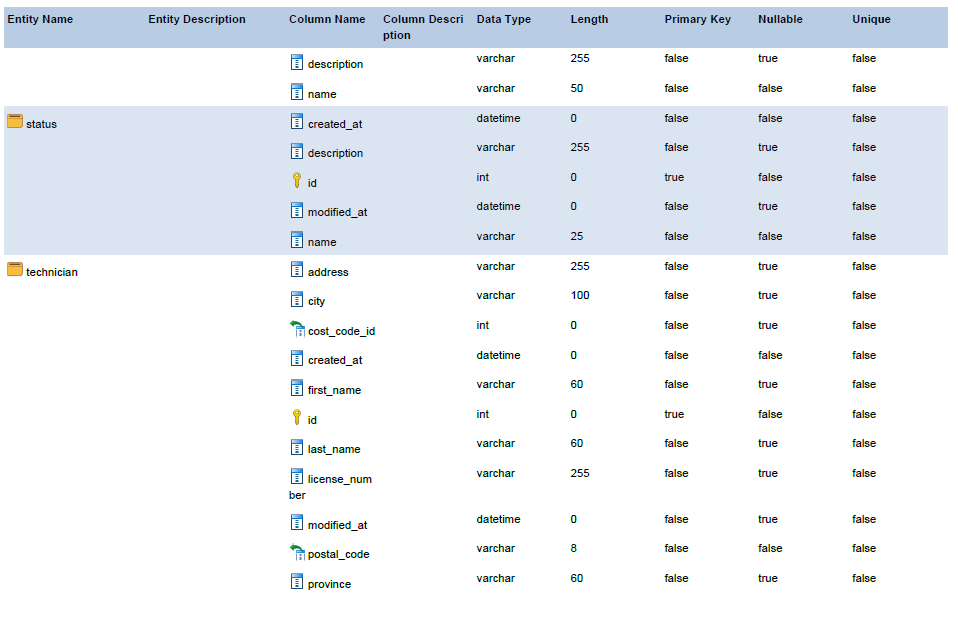 Entity Name Entity Description Column Name Column Descri Data Type Length Primary Key Nullable Unique
ption
description varchar 255 false true false
name varchar 50 false false false
status created_at datetime 0 false false false
description varchar 255 false true false
id int 0 true false false
modified_at datetime 0 false true false
name varchar 25 false false false
technician address varchar 255 false true false
city varchar 100 false true false
cost_code_id int 0 false true false
created_at datetime 0 false false false
first_name varchar 60 false true false
id int 0 true false false
last_name varchar 60 false true false
license_num varchar 255 false true false
ber
modified_at datetime 0 false true false
postal_code varchar 8 false false false
province varchar 60 false true false